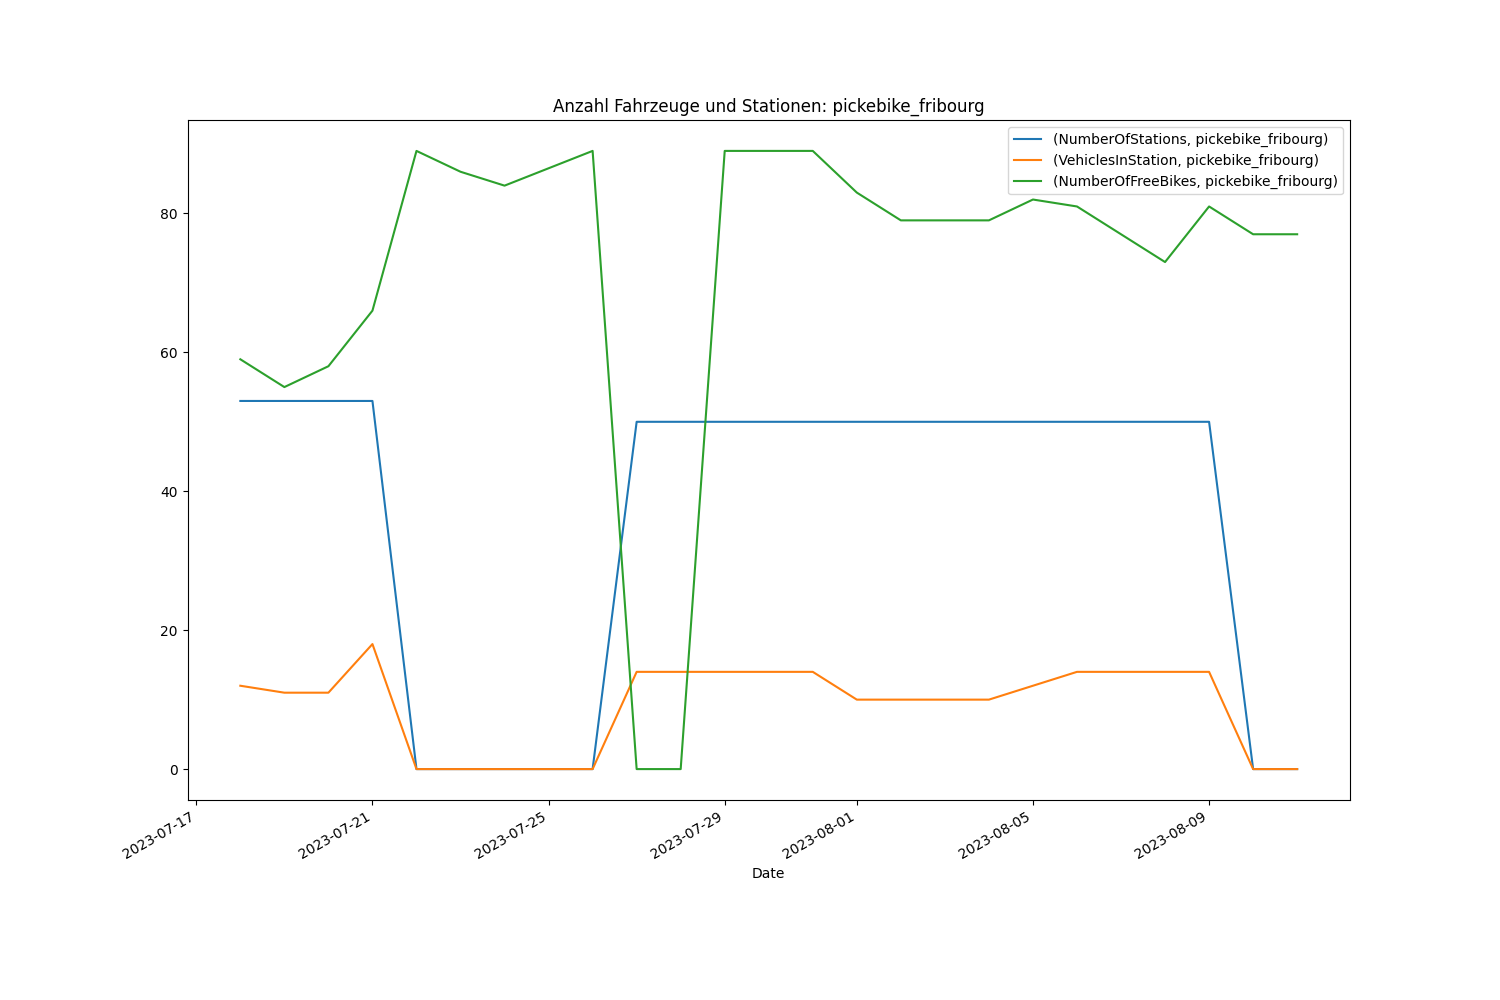 Anzahl Fahrzeuge und Stationen: pickebike_fribourg
(NumberOfStations, pickebike_fribourg)
(VehiclesInStation, pickebike_fribourg)
(NumberOfFreeBikes, pickebike_fribourg)
80
60
40
20
0
2023-07-17
2023-07-21
2023-07-25
2023-07-29
2023-08-01
2023-08-05
2023-08-09
Date